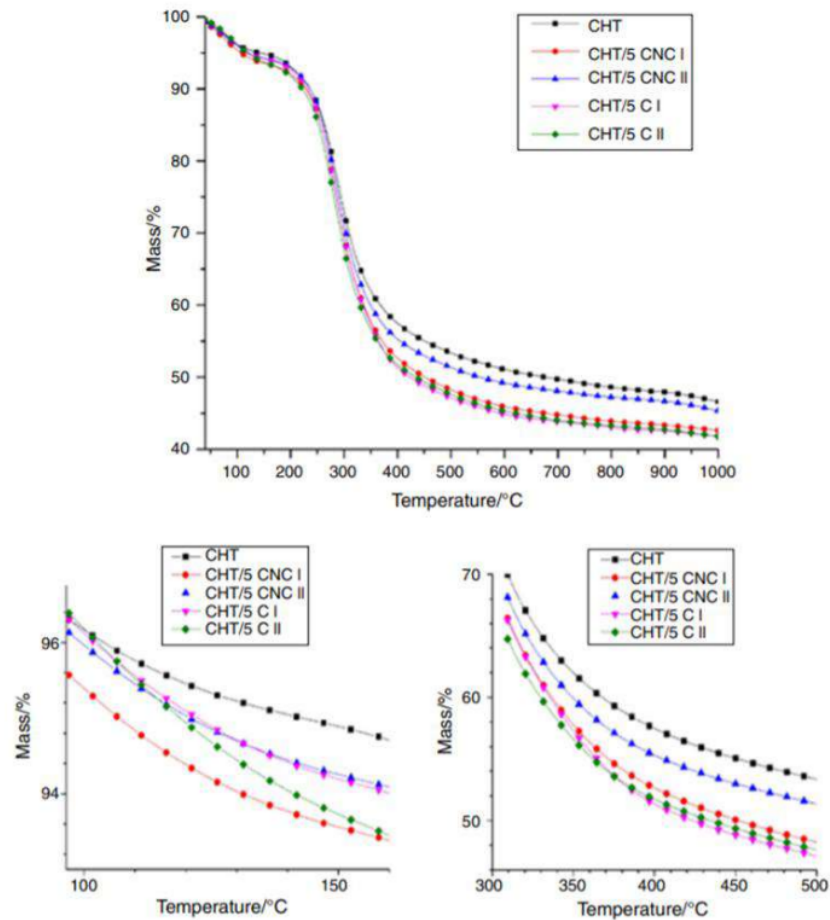 100
90
80
70
60
50
40
Mass/%
CHT
CHT/5 CNC I
CHT/5 CNC II
CHT/5 C I
CHT/5 C II
100 200 300 400 500 600 700 800 900 1000
Temperature/°C
96
94
Mass/%
CHT
CHT/5 CNC I
CHT/5 CNC II
CHT/5 C I
CHT/5 C II
100 150
Temperature/°C
70
60
50
Mass/%
CHT
CHT/5 CNC I
CHT/5 CNC II
CHT/5 C I
CHT/5 C II
300 350 400 450 500
Temperature/°C